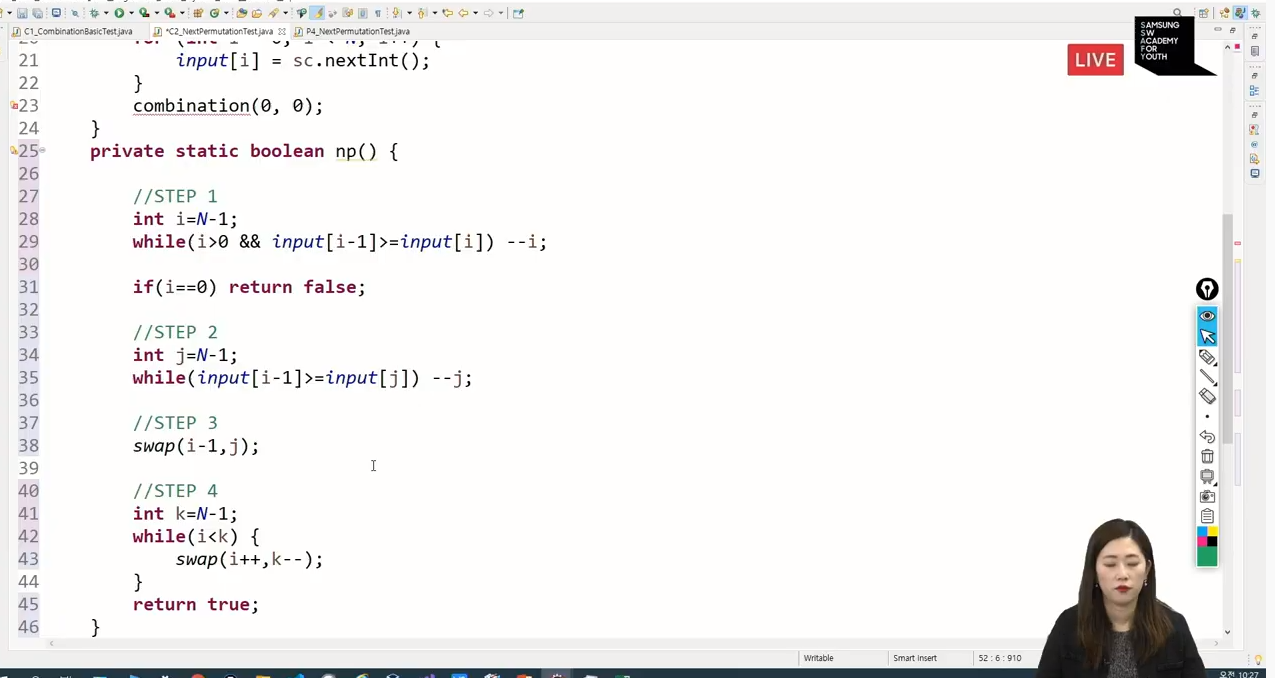 C1_CombinationBasicTest.java *C2_NextPermutationTest.java P4_NextPermutationTest.java
SAMSUNG
SW
ACADEMY
FOR
YOUTH
LIVE
21 input[i] = sc.nextInt();
22 }
23 combination(0, 0);
24 }
25 private static boolean np() {
26
27 //STEP 1
28 int i=N-1;
29 while(i>0 && input[i-1]>=input[i]) --i;
30
31 if(i==0) return false;
32
33 //STEP 2
34 int j=N-1;
35 while(input[i-1]>=input[j]) --j;
36
37 //STEP 3
38 swap(i-1,j);
39
40 //STEP 4
41 int k=N-1;
42 while(i<k) {
43 swap(i++,k--);
44 }
45 return true;
46 }
Writable Smart Insert 52 : 6 : 910
오전 10:27